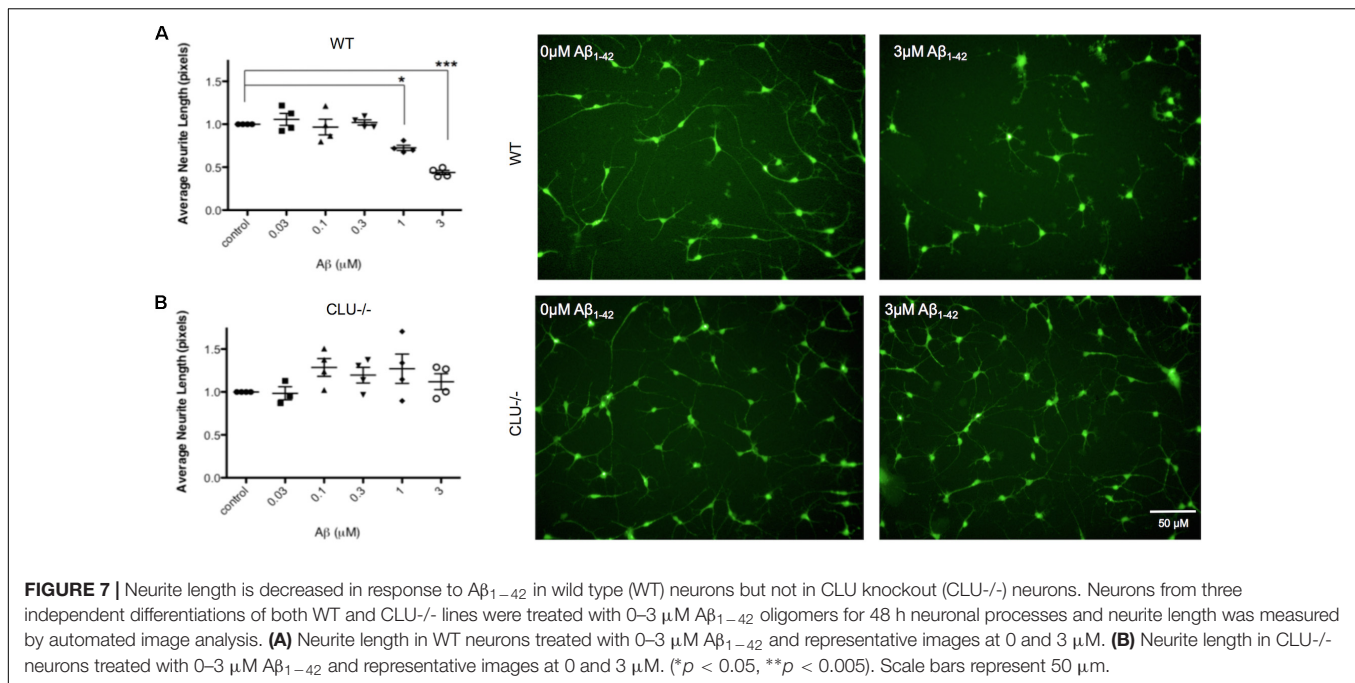 A
WT
***
*
1.5
1.0
0.5
0.0
Average Neurite Length (pixels)
control
0.03
0.1
0.3
1
3
Aβ (μM)
WT
0μM Aβ1-42
3μM Aβ1-42
B
CLU-/-
1.5
1.0
0.5
0.0
Average Neurite Length (pixels)
control
0.03
0.1
0.3
1
3
Aβ (μM)
CLU-/-
0μM Aβ1-42
3μM Aβ1-42
50 μM
FIGURE 7 | Neurite length is decreased in response to Aβ1−42 in wild type (WT) neurons but not in CLU knockout (CLU-/-) neurons. Neurons from three
independent differentiations of both WT and CLU-/- lines were treated with 0–3 μM Aβ1−42 oligomers for 48 h neuronal processes and neurite length was measured
by automated image analysis. (A) Neurite length in WT neurons treated with 0–3 μM Aβ1−42 and representative images at 0 and 3 μM. (B) Neurite length in CLU-/-
neurons treated with 0–3 μM Aβ1−42 and representative images at 0 and 3 μM. (*p < 0.05, **p < 0.005). Scale bars represent 50 μm.